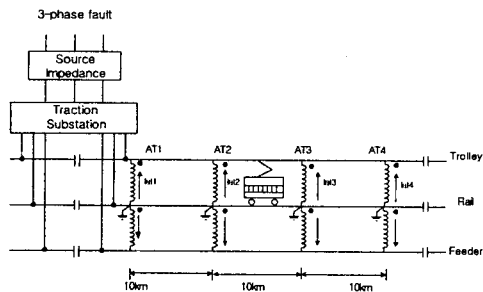 3-phase fault
Source
Impedance
Traction
Substation
AT1 AT2 AT3 AT4
Trolley
Rail
Feeder
10km 10km 10km